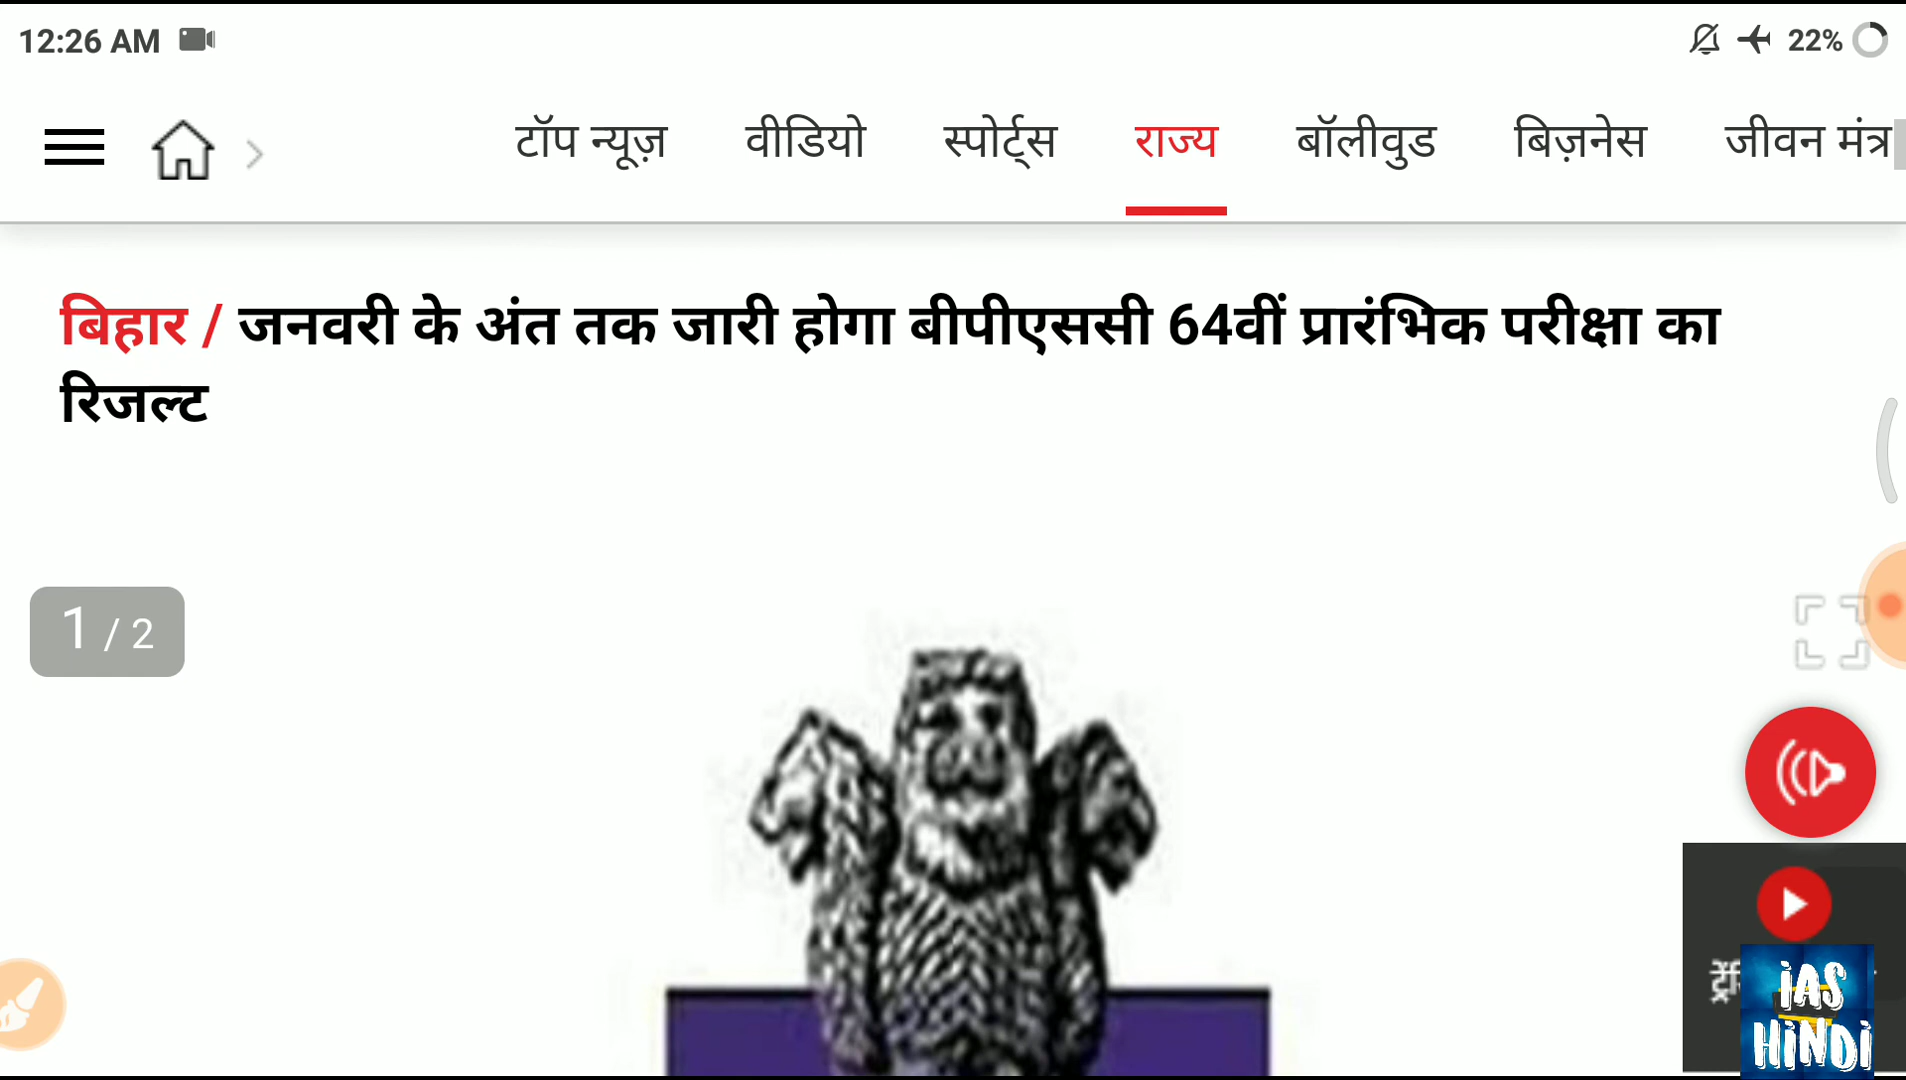 12:26 AM
22%
टॉप न्यूज़ वीडियो स्पोर्ट्स राज्य बॉलीवुड बिज़नेस जीवन मंत्र
बिहार / जनवरी के अंत तक जारी होगा बीपीएससी 64वीं प्रारंभिक परीक्षा का
रिजल्ट
1 / 2
iAS
HiNDi